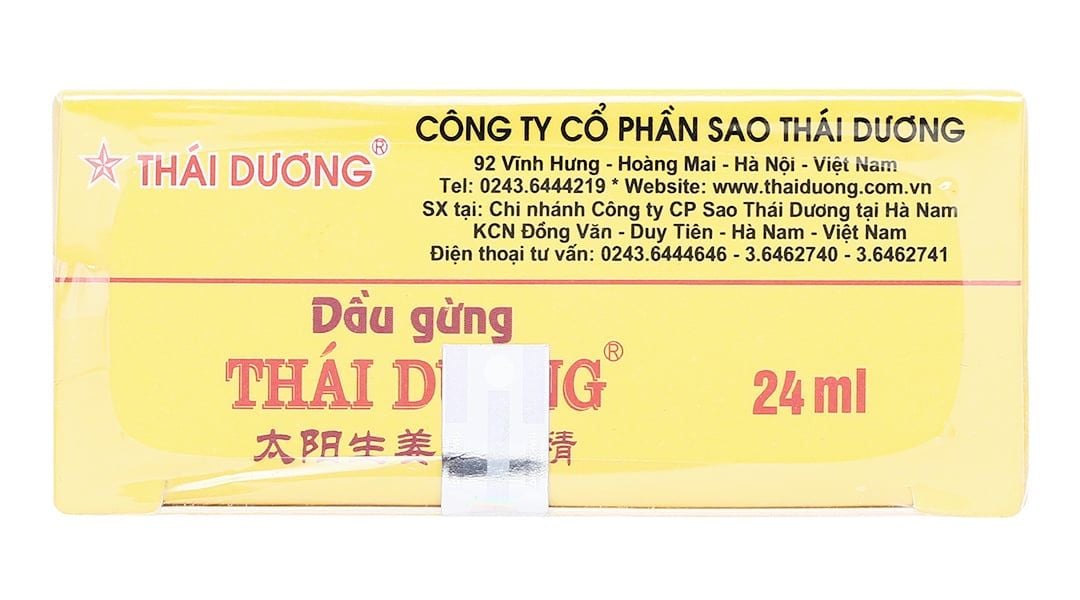 THÁI DƯƠNG®
CÔNG TY CỔ PHẦN SAO THÁI DƯƠNG
92 Vĩnh Hưng - Hoàng Mai - Hà Nội - Việt Nam
Tel: 0243.6444219 * Website: www.thaiduong.com.vn
SX tại: Chi nhánh Công ty CP Sao Thái Dương tại Hà Nam
KCN Đồng Văn - Duy Tiên - Hà Nam - Việt Nam
Điện thoại tư vấn: 0243.6444646 - 3.6462740 - 3.6462741
Dầu gừng
THÁI
®
24 ml
太阳生姜 精